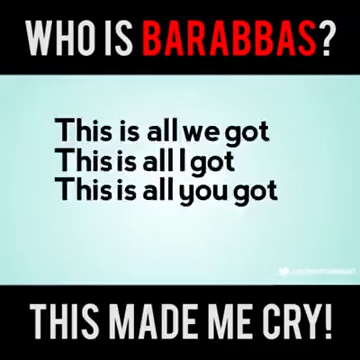 WHO IS BARABBAS?
This is all we got
This is all I got
This is all you got
THIS MADE ME CRY!